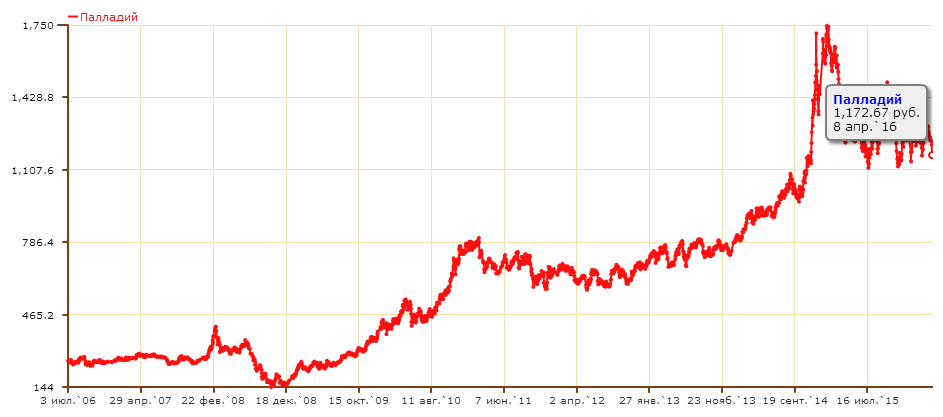 Палладий
1,750
1,428.8
1,107.6
786.4
465.2
144
Палладий
1,172.67 руб.
8 апр.`16
3 июл.`06
29 апр.`07
22 фев.`08
18 дек.`08
15 окт.`09
11 авг.`10
7 июн.`11
2 апр.`12
27 янв.`13
23 нояб.`13
19 сент.`14
16 июл.`15